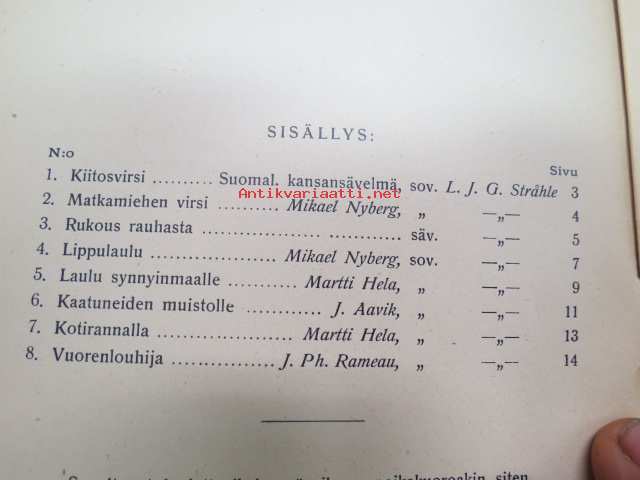 SISÄLLYS:
N:o Sivu
1. Kiitosvirsi .......... Suomal. kansansävelmä, sov. L. J. G. Stråhle 3
Antikvariaatti.net
2. Matkamiehen virsi .......... Mikael Nyberg, „ —„— 4
3. Rukous rauhasta .............. ............ säv. —„— 5
4. Lippulaulu .................... Mikael Nyberg, sov. —„— 7
5. Laulu synnyinmaalle ........ Martti Hela, „ —„— 9
6. Kaatuneiden muistolle ............ J. Aavik, „ —„— 11
7. Kotirannalla .................... Martti Hela, „ —„— 13
8. Vuorenlouhija ................. J. Ph. Rameau, „ —„— 14
siten